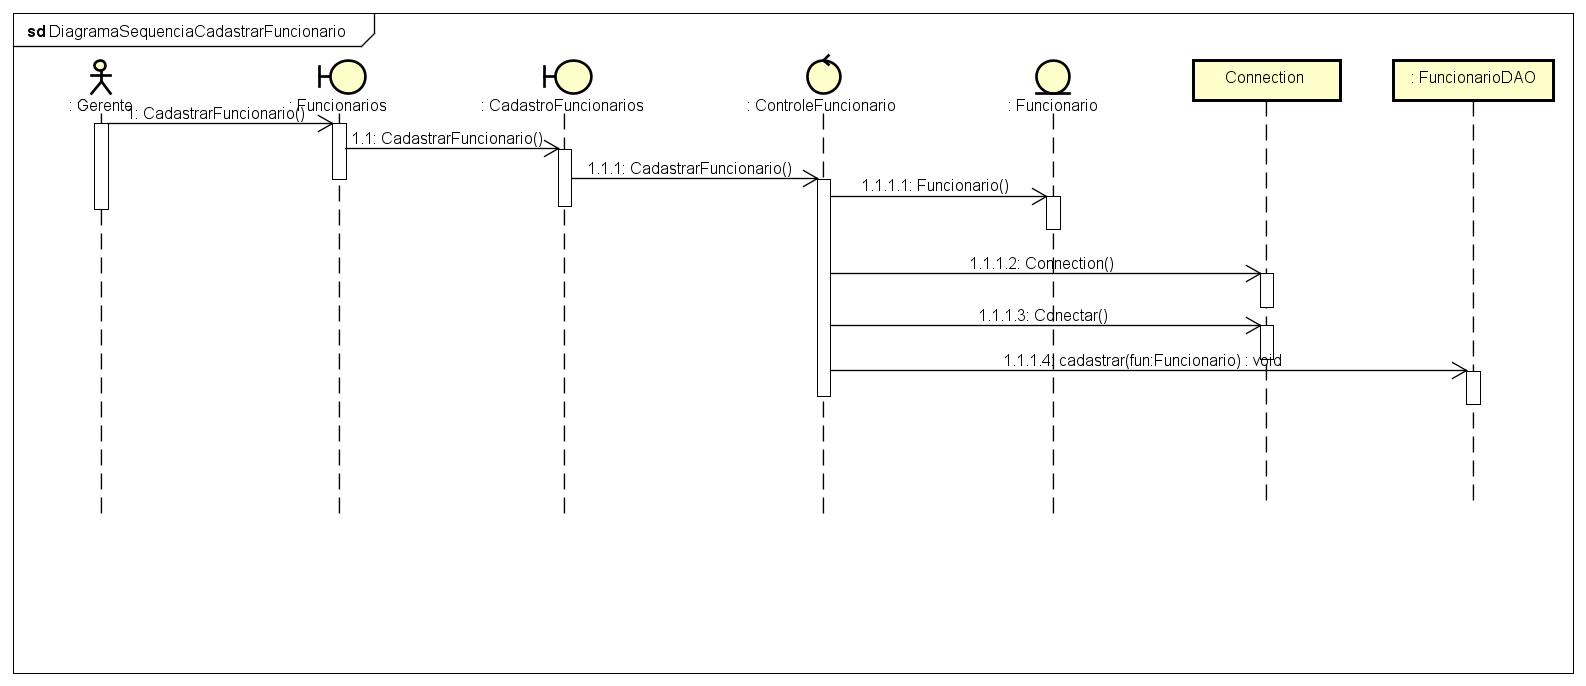 sd DiagramaSequenciaCadastrarFuncionario
: Gerente
: Funcionarios
: CadastroFuncionarios
: ControleFuncionario
: Funcionario
Connection
: FuncionarioDAO
1: CadastrarFuncionario()
1.1: CadastrarFuncionario()
1.1.1: CadastrarFuncionario()
1.1.1.1: Funcionario()
1.1.1.2: Connection()
1.1.1.3: Conectar()
1.1.1.4: cadastrar(fun:Funcionario) : void